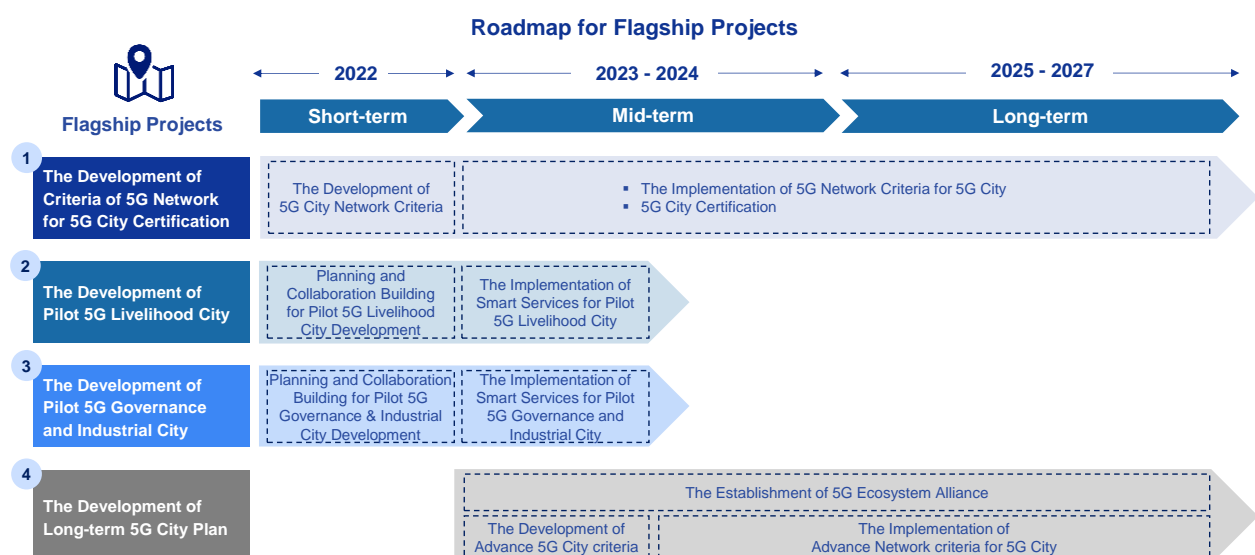 Roadmap for Flagship Projects
Flagship Projects
2022
2023 - 2024
2025 - 2027
Short-term
Mid-term
Long-term
1
The Development of
Criteria of 5G Network
for 5G City Certification
The Development of
5G City Network Criteria
▪ The Implementation of 5G Network Criteria for 5G City
▪ 5G City Certification
2
The Development of
Pilot 5G Livelihood City
Planning and
Collaboration Building
for Pilot 5G Livelihood
City Development
The Implementation of
Smart Services for Pilot
5G Livelihood City
3
The Development of
Pilot 5G Governance
and Industrial City
Planning and Collaboration
Building for Pilot 5G
Governance & Industrial
City Development
The Implementation of
Smart Services for Pilot
5G Governance and
Industrial City
4
The Development of
Long-term 5G City Plan
The Establishment of 5G Ecosystem Alliance
The Development of
Advance 5G City criteria
The Implementation of
Advance Network criteria for 5G City